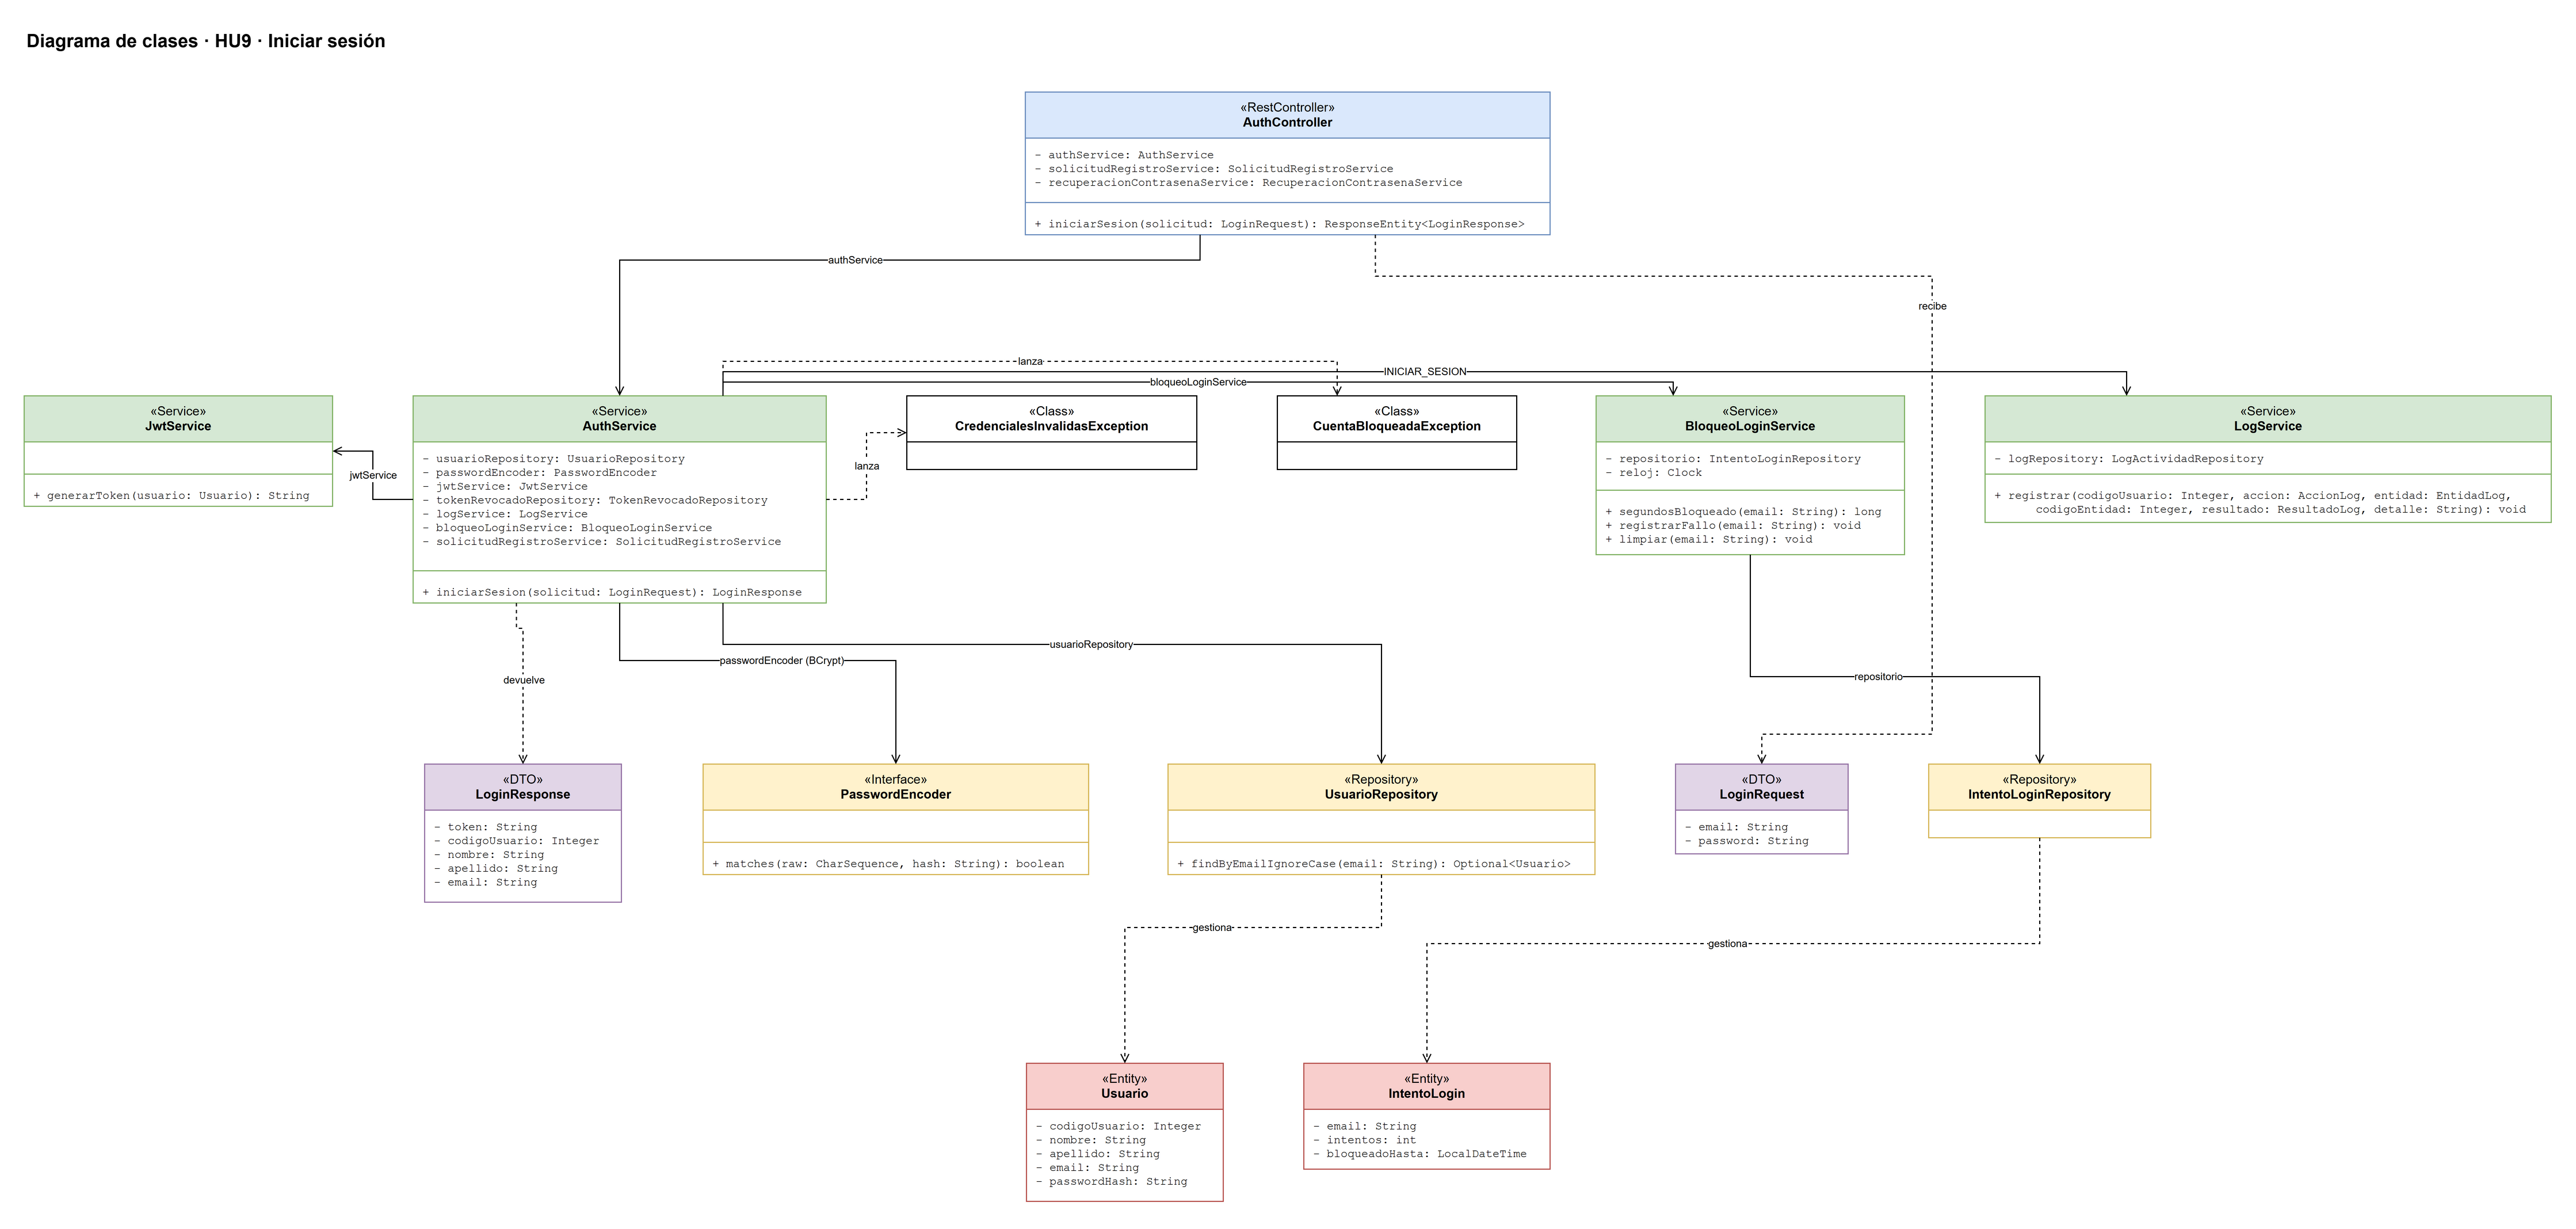 Diagrama de clases · HU9 · Iniciar sesión
«RestController»
AuthController
- authService: AuthService
- solicitudRegistroService: SolicitudRegistroService
- recuperacionContrasenaService: RecuperacionContrasenaService
+ iniciarSesion(solicitud: LoginRequest): ResponseEntity<LoginResponse>
authService
recibe
lanza
INICIAR_SESION
bloqueoLoginService
«Service»
JwtService
+ generarToken(usuario: Usuario): String
jwtService
«Service»
AuthService
- usuarioRepository: UsuarioRepository
- passwordEncoder: PasswordEncoder
- jwtService: JwtService
- tokenRevocadoRepository: TokenRevocadoRepository
- logService: LogService
- bloqueoLoginService: BloqueoLoginService
- solicitudRegistroService: SolicitudRegistroService
+ iniciarSesion(solicitud: LoginRequest): LoginResponse
lanza
«Class»
CredencialesInvalidasException
«Class»
CuentaBloqueadaException
«Service»
BloqueoLoginService
- repositorio: IntentoLoginRepository
- reloj: Clock
+ segundosBloqueado(email: String): long
+ registrarFallo(email: String): void
+ limpiar(email: String): void
«Service»
LogService
- logRepository: LogActividadRepository
+ registrar(codigoUsuario: Integer, accion: AccionLog, entidad: EntidadLog,
codigoEntidad: Integer, resultado: ResultadoLog, detalle: String): void
devuelve
passwordEncoder (BCrypt)
usuarioRepository
repositorio
«DTO»
LoginResponse
- token: String
- codigoUsuario: Integer
- nombre: String
- apellido: String
- email: String
«Interface»
PasswordEncoder
+ matches(raw: CharSequence, hash: String): boolean
«Repository»
UsuarioRepository
+ findByEmailIgnoreCase(email: String): Optional<Usuario>
«DTO»
LoginRequest
- email: String
- password: String
«Repository»
IntentoLoginRepository
gestiona
gestiona
«Entity»
Usuario
- codigoUsuario: Integer
- nombre: String
- apellido: String
- email: String
- passwordHash: String
«Entity»
IntentoLogin
- email: String
- intentos: int
- bloqueadoHasta: LocalDateTime